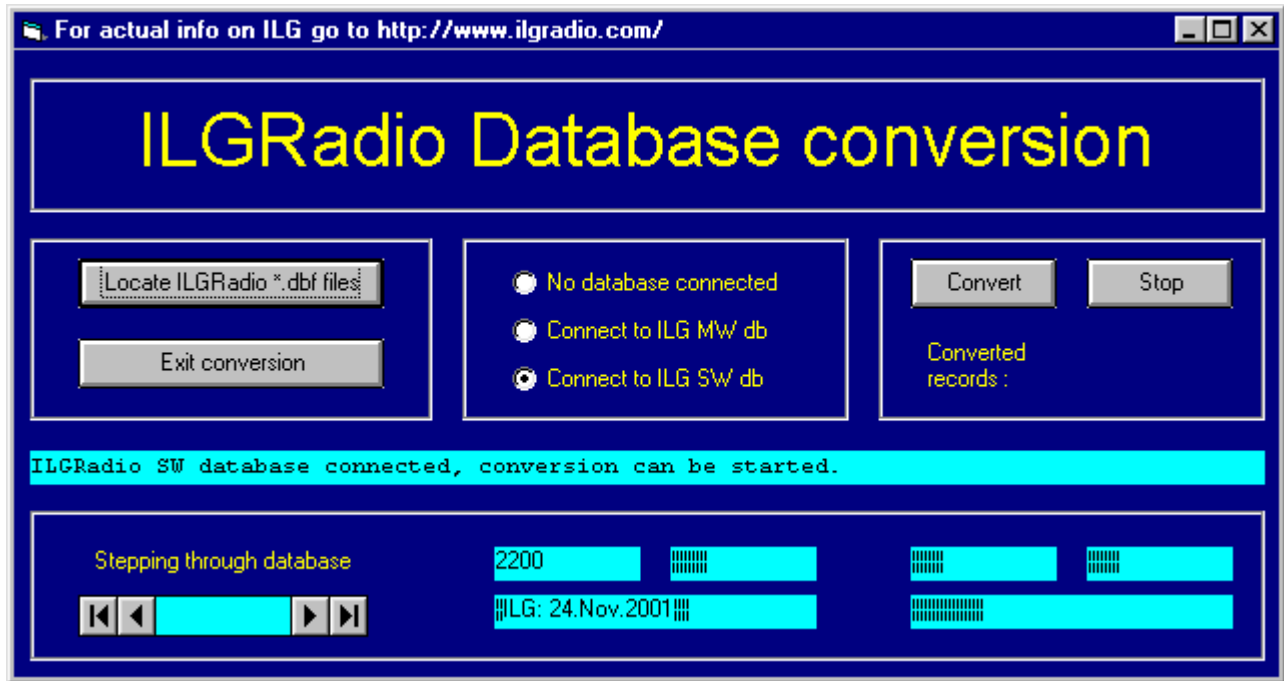 For actual info on ILG go to http://www.ilgradio.com/
ILGRadio Database conversion
Locate ILGRadio *.dbf files
Exit conversion
No database connected
Connect to ILG MW db
Connect to ILG SW db
Convert
Stop
Converted
records :
ILGRadio SW database connected, conversion can be started.
Stepping through database
2200
ILG: 24.Nov.2001